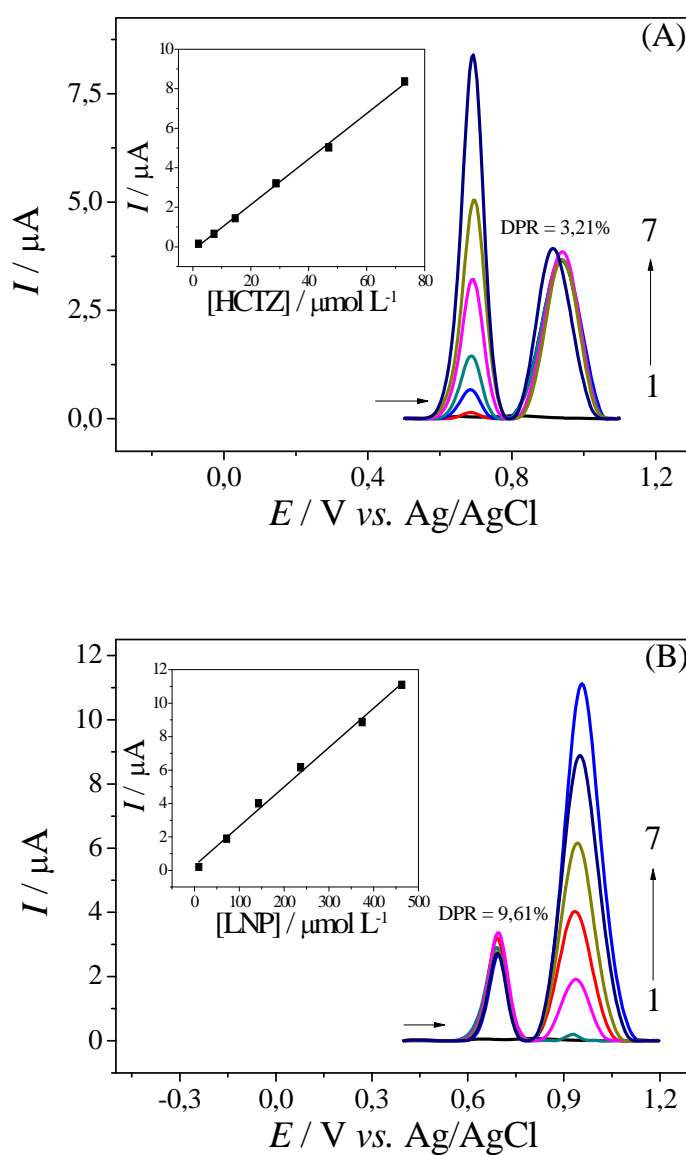 (A)
7,5
5,0
2,5
0,0
I / μA
10
8
6
4
2
0
I / μA
0 20 40 60 80
[HCTZ] / μmol L-1
DPR = 3,21%
7
1
0,0 0,4 0,8 1,2
E / V vs. Ag/AgCl
(B)
12
10
8
6
4
2
0
I / μA
12
10
8
6
4
2
0
I / μA
0 100 200 300 400 500
[LNP] / μmol L-1
DPR = 9,61%
7
1
-0,3 0,0 0,3 0,6 0,9 1,2
E / V vs. Ag/AgCl